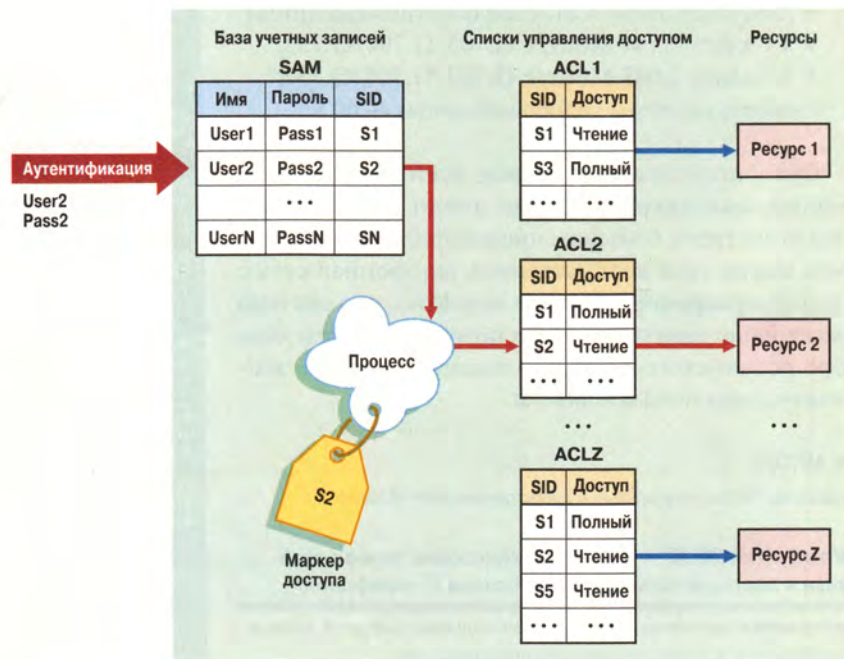 База учетных записей
SAM
Имя Пароль SID
User1 Pass1 S1
User2 Pass2 S2
• • •
UserN PassN SN
Аутентификация
User2
Pass2
Процесс
S2
Маркер
доступа
Списки управления доступом
ACL1
SID Доступ
S1 Чтение
S3 Полный
• • • • • •
ACL2
SID Доступ
S1 Полный
S2 Чтение
• • • • • •
• • •
ACLZ
SID Доступ
S1 Полный
S2 Чтение
S5 Чтение
• • • • • •
Ресурсы
Ресурс 1
Ресурс 2
• • •
Ресурс Z